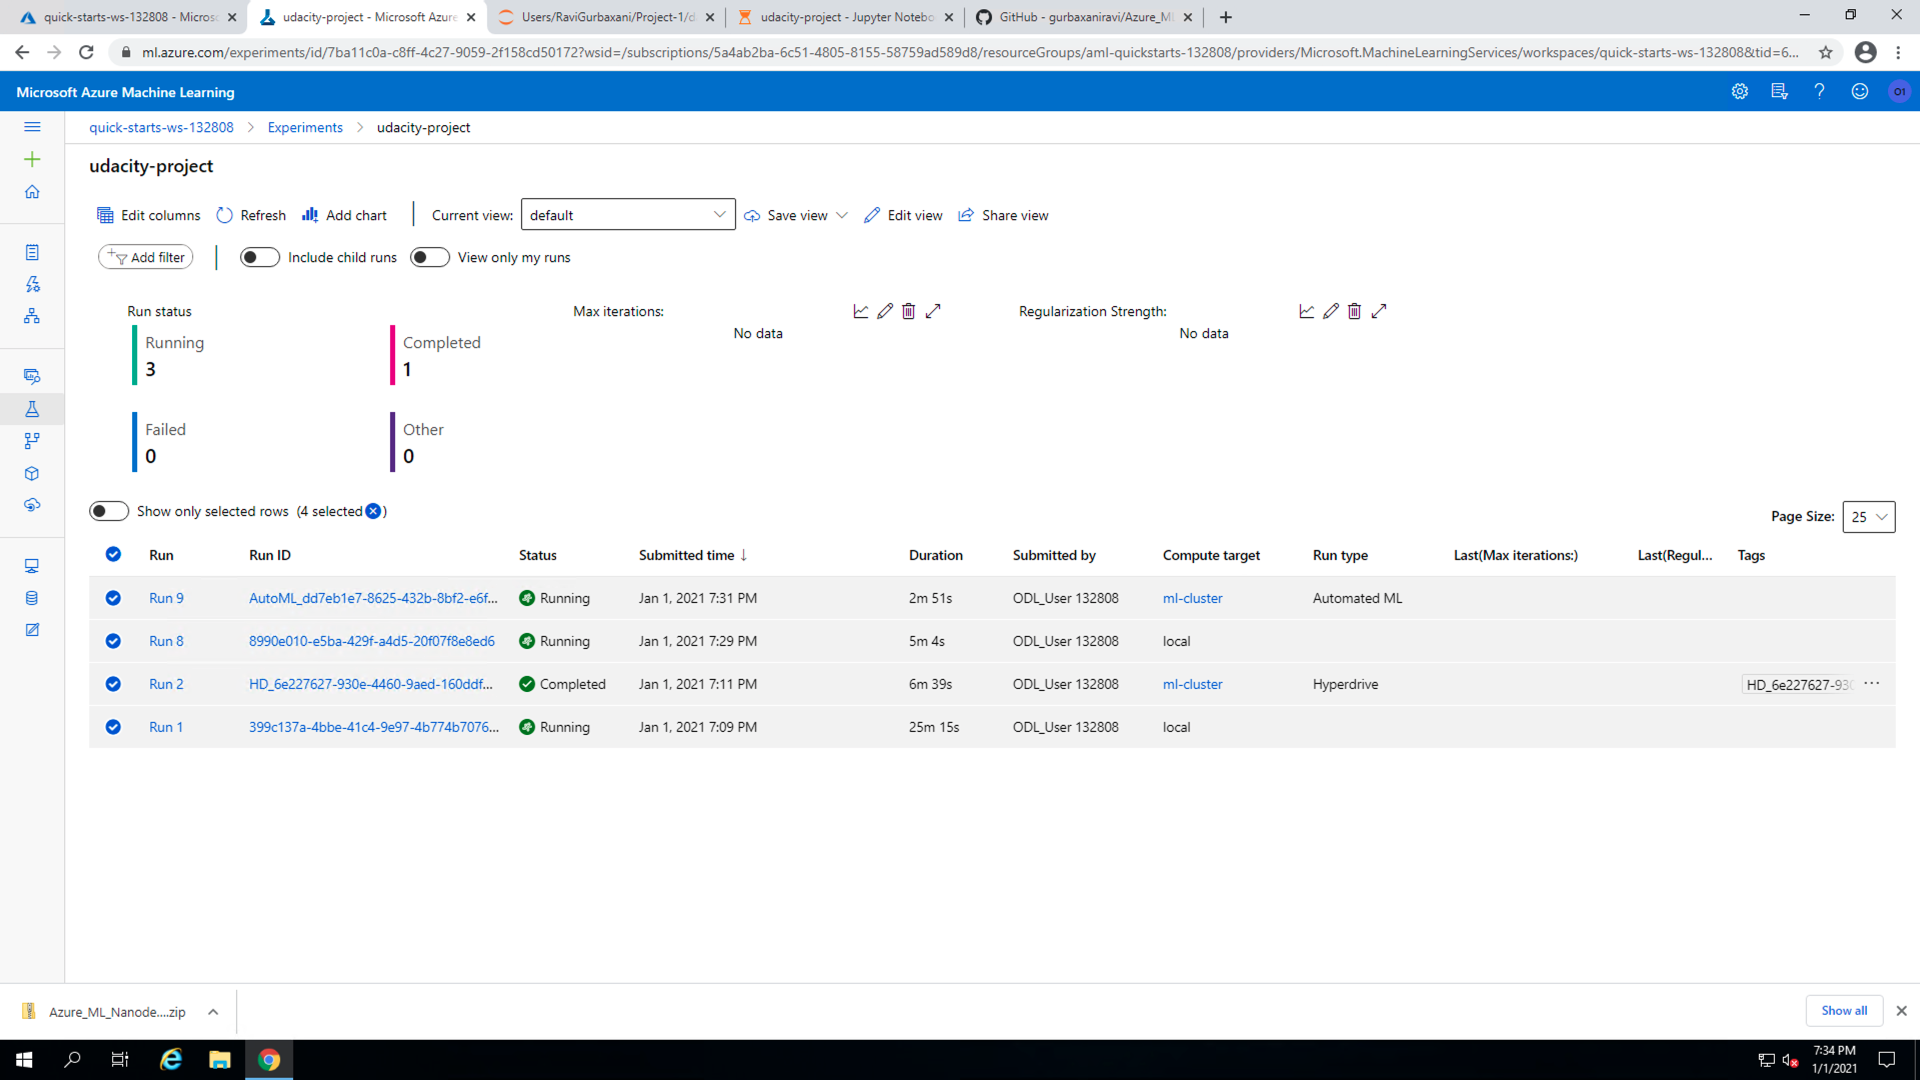 quick-starts-ws-132808 - Microso
udacity-project - Microsoft Azure
Users/RaviGurbaxani/Project-1/d
udacity-project - Jupyter Notebo
GitHub - gurbaxaniravi/Azure_ML
ml.azure.com/experiments/id/7ba11c0a-c8ff-4c27-9059-2f158cd50172?wsid=/subscriptions/5a4ab2ba-6c51-4805-8155-58759ad589d8/resourceGroups/aml-quickstarts-132808/providers/Microsoft.MachineLearningServices/workspaces/quick-starts-ws-132808&tid=6...
Microsoft Azure Machine Learning
O1
quick-starts-ws-132808 > Experiments > udacity-project
udacity-project
Edit columns Refresh Add chart Current view: default Save view Edit view Share view
Add filter Include child runs View only my runs
Run status Max iterations: Regularization Strength:
No data No data
Running Completed
3 1
Failed Other
0 0
Show only selected rows (4 selected )
Page Size: 25
Run Run ID Status Submitted time ↓ Duration Submitted by Compute target Run type Last(Max iterations:) Last(Regul... Tags
Run 9 AutoML_dd7eb1e7-8625-432b-8bf2-e6f... Running Jan 1, 2021 7:31 PM 2m 51s ODL_User 132808 ml-cluster Automated ML
Run 8 8990e010-e5ba-429f-a4d5-20f07f8e8ed6 Running Jan 1, 2021 7:29 PM 5m 4s ODL_User 132808 local
Run 2 HD_6e227627-930e-4460-9aed-160ddf... Completed Jan 1, 2021 7:11 PM 6m 39s ODL_User 132808 ml-cluster Hyperdrive HD_6e227627-930 ...
Run 1 399c137a-4bbe-41c4-9e97-4b774b7076... Running Jan 1, 2021 7:09 PM 25m 15s ODL_User 132808 local
Azure_ML_Nanode....zip
Show all
7:34 PM
1/1/2021